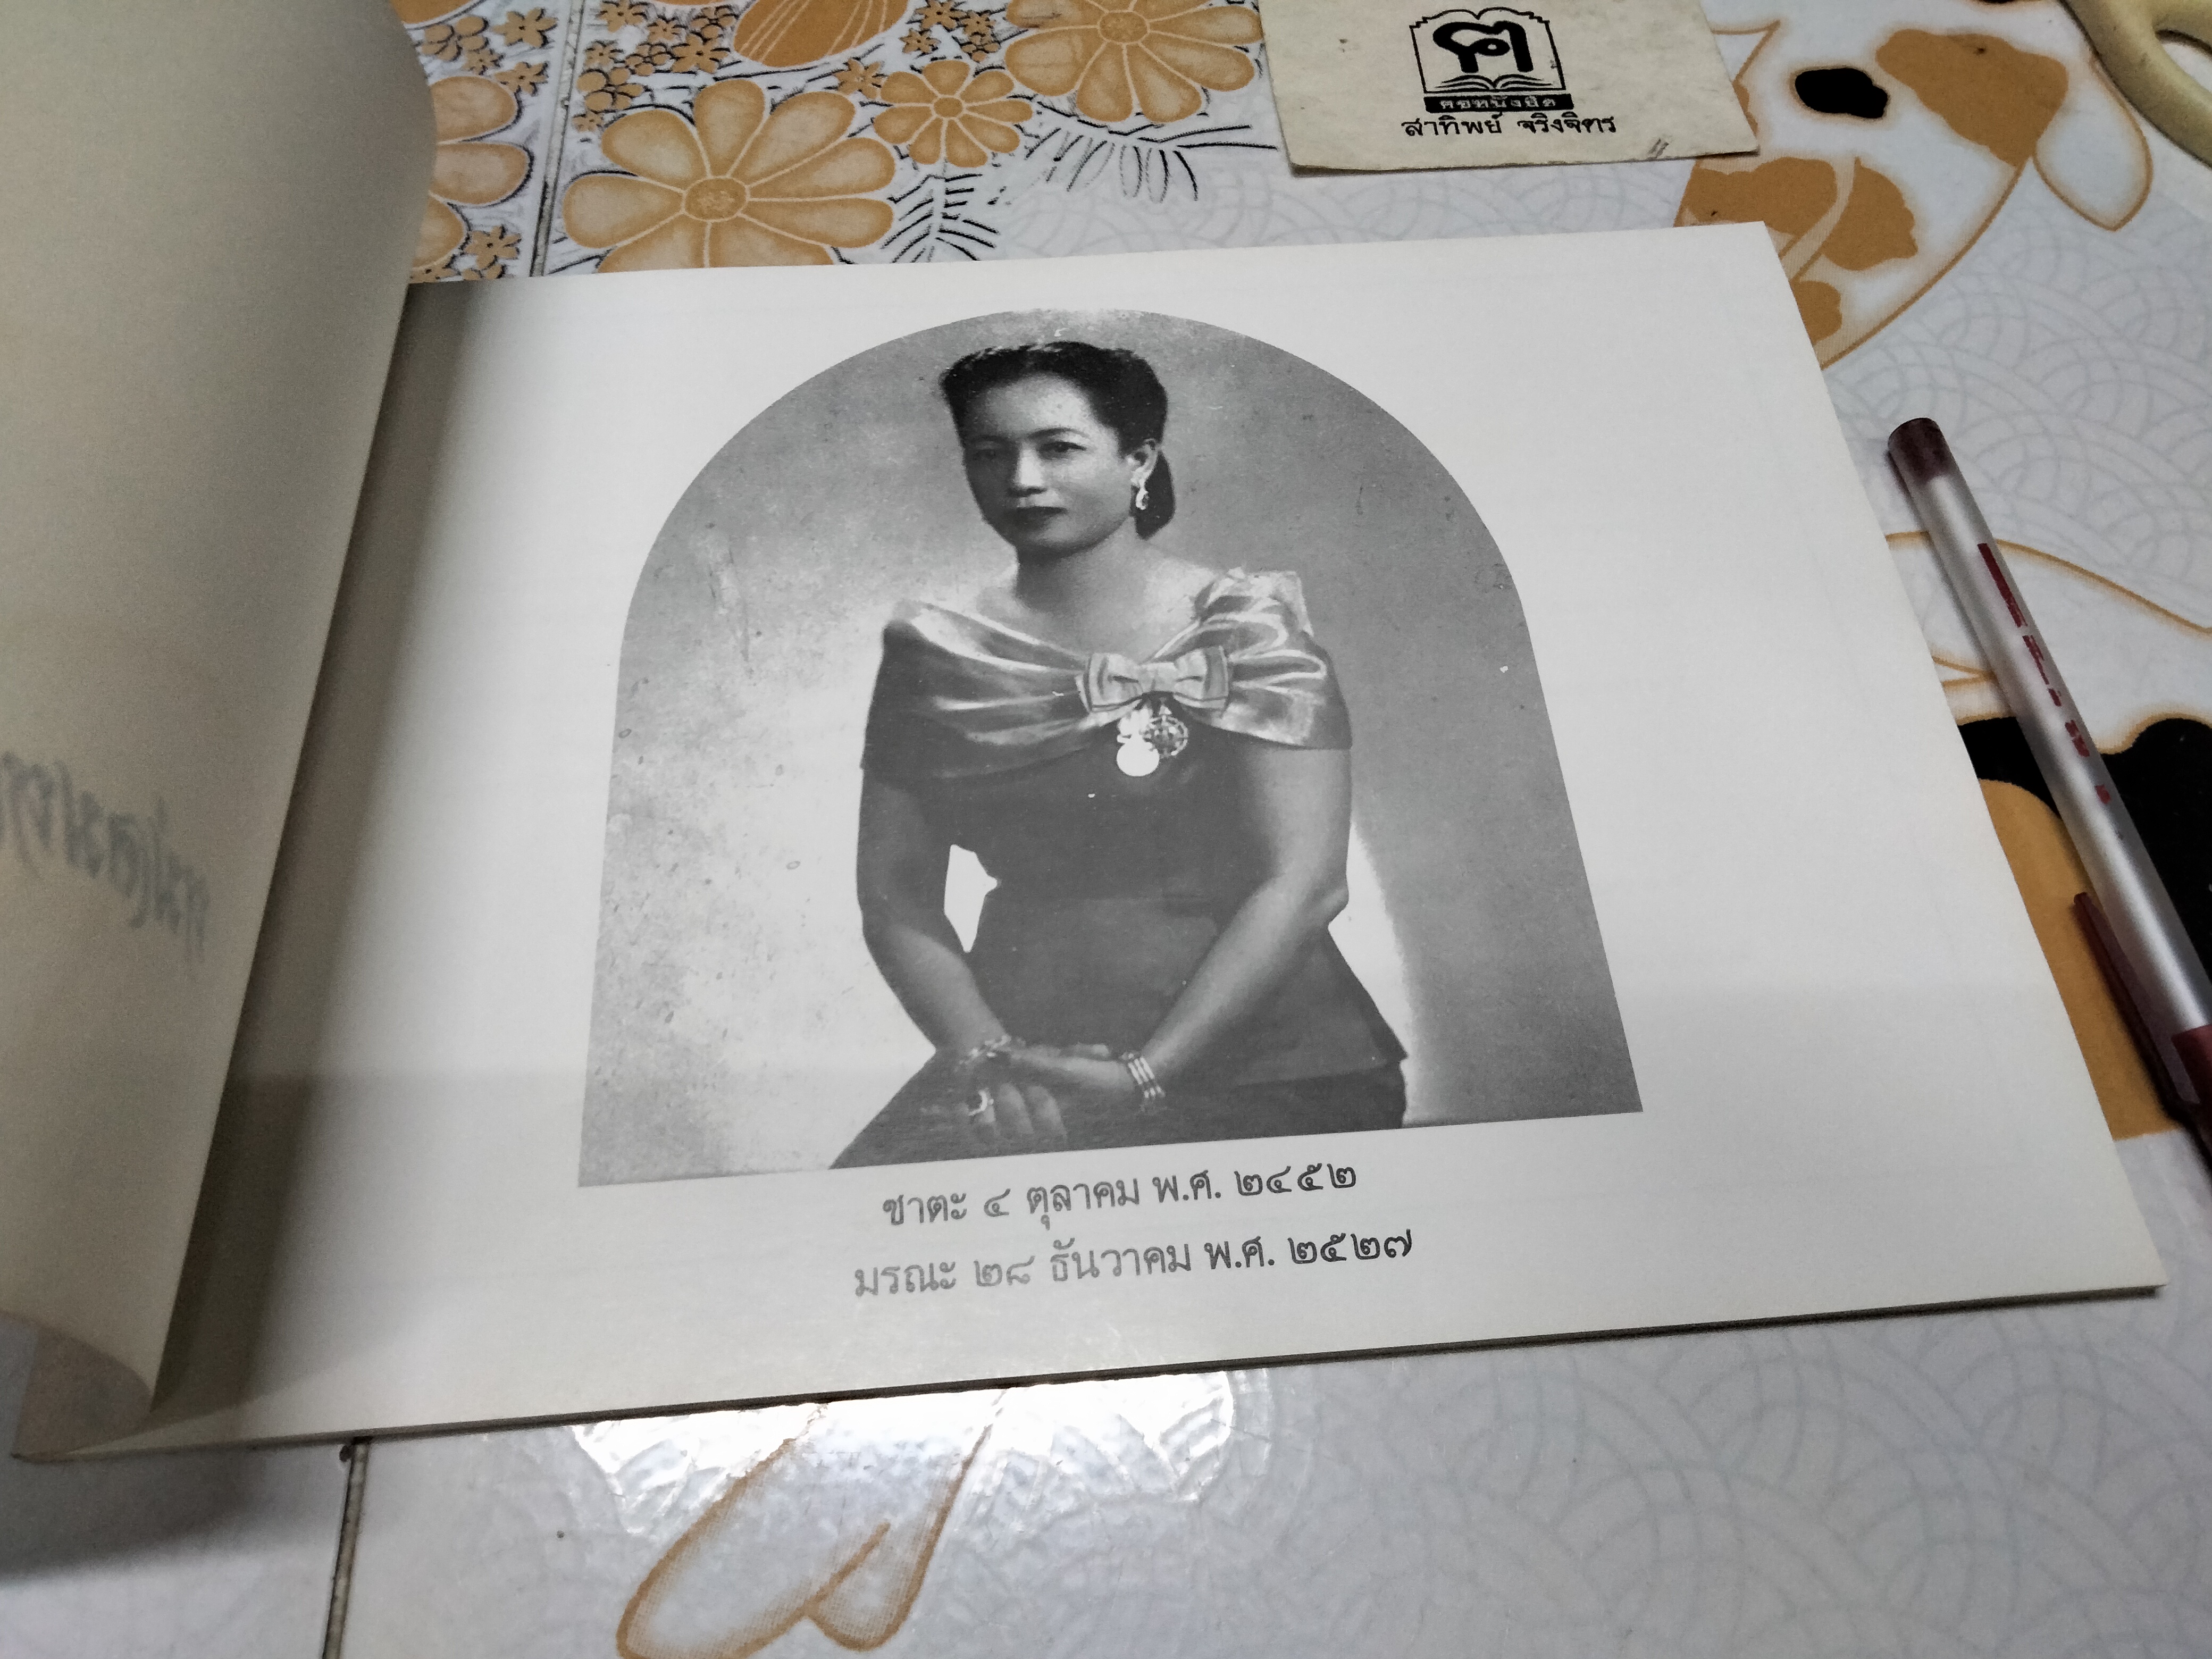 คอหนังสือ
สาทิพย์ จริงจิตร
ชาตะ ๔ ตุลาคม พ.ศ. ๒๔๕๒
มรณะ ๒๘ ธันวาคม พ.ศ. ๒๕๒๗